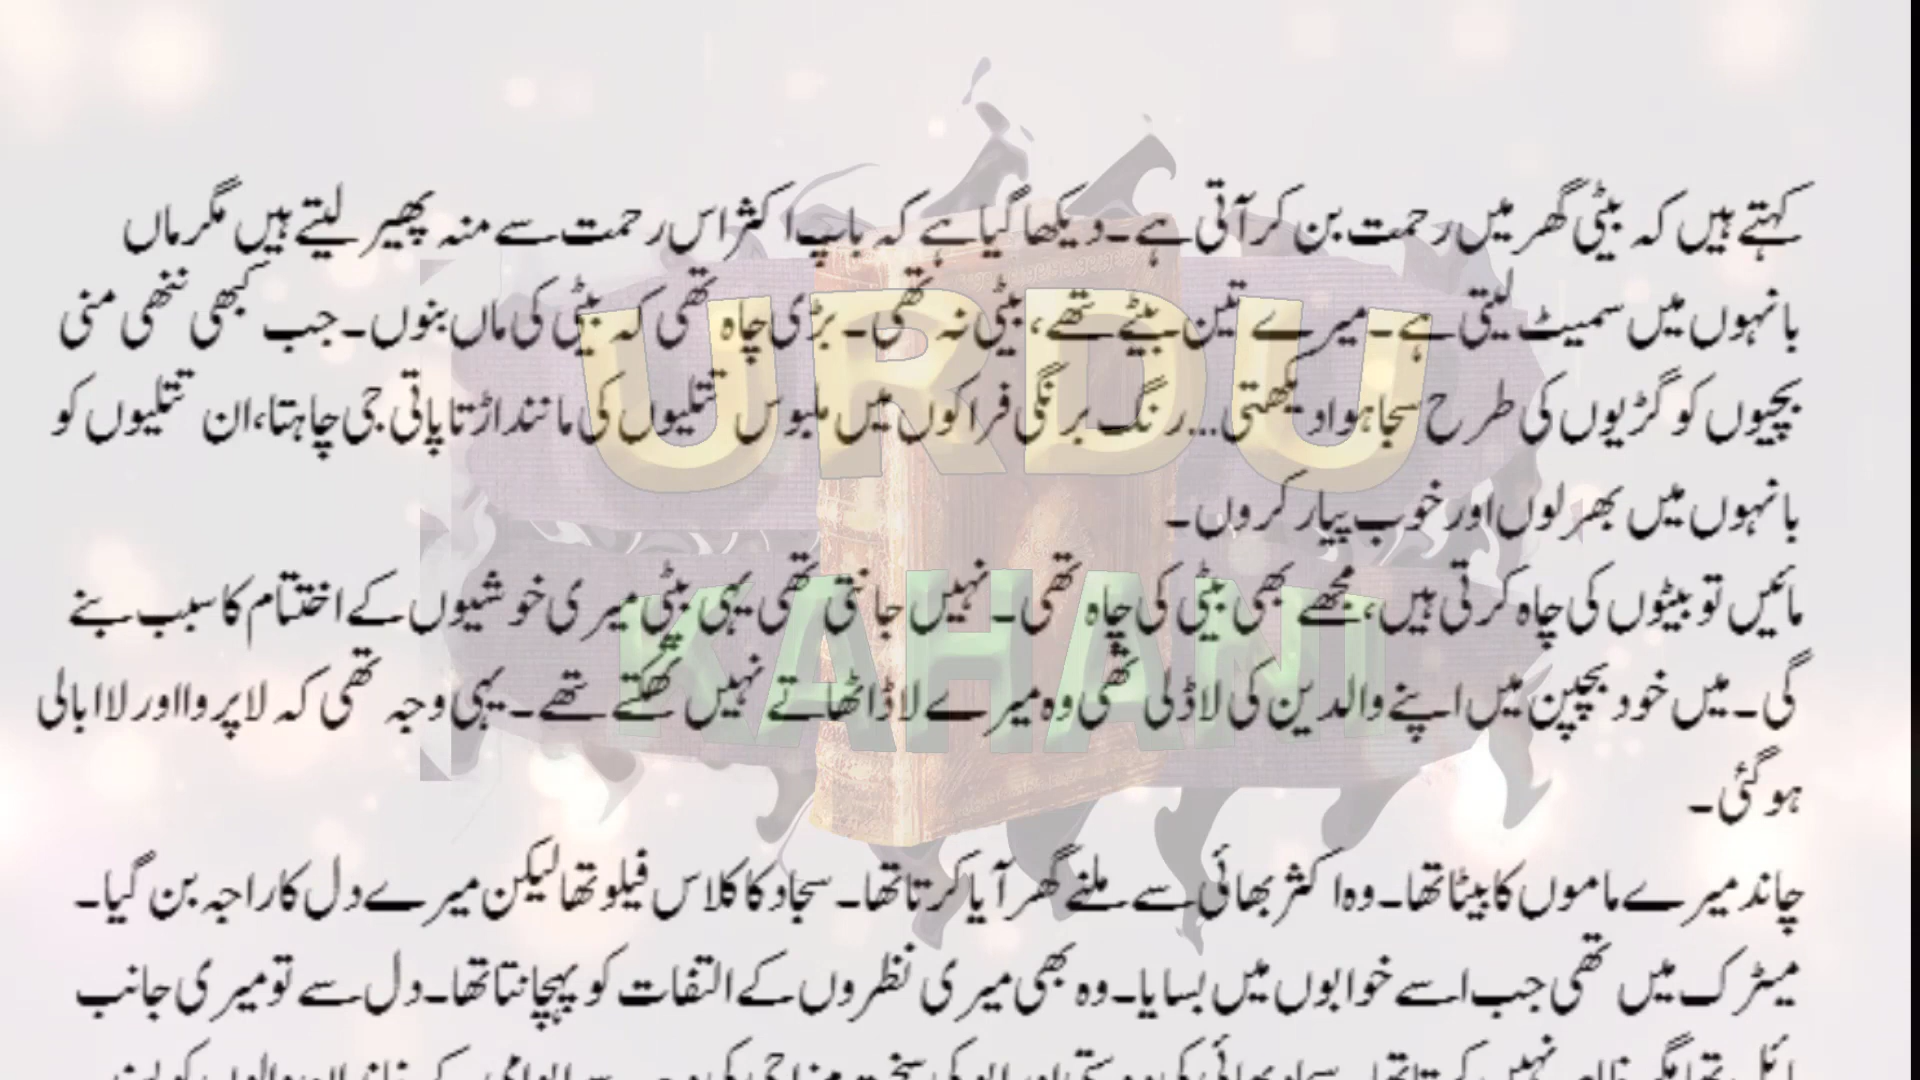 کہتے ہیں کہ بیٹی گھر میں رحمت بن کر آتی ہے۔ دیکھا گیا ہے کہ باپ اکثر اس رحمت سے منہ پھیر لیتے ہیں مگر ماں
بانہوں میں سمیٹ لیتی ہے۔ میرے تین بیٹے تھے، بیٹی نہ تھی۔ بڑی چاہ تھی کہ بیٹی کی ماں بنوں۔ جب کبھی ننھی منی
بچیوں کو گڑیوں کی طرح سجا ہوا دیکھتی... رنگ برنگی فراکوں میں ملبوس تتلیوں کی مانند اڑتا پاتی جی چاہتا، ان تتلیوں کو
بانہوں میں بھر لوں اور خوب پیار کروں۔
مائیں تو بیٹوں کی چاہ کرتی ہیں، مجھے بھی بیٹی کی چاہ تھی۔ نہیں جانتی تھی یہی بیٹی میری خوشیوں کے اختتام کا سبب بنے
گی۔ میں خود بچپن میں اپنے والدین کی لاڈلی تھی وہ میرے لاڈ اٹھاتے نہیں تھکتے تھے۔ یہی وجہ تھی کہ لاپروا اور لاابالی
ہو گئی۔
چاند میرے ماموں کا بیٹا تھا۔ وہ اکثر بھائی سے ملنے گھر آیا کرتا تھا۔ سجاد کا کلاس فیلو تھا لیکن میرے دل کا راجہ بن گیا۔
میٹرک میں تھی جب اسے خوابوں میں بسایا۔ وہ بھی میری نظروں کے التفات کو پہچانتا تھا۔ دل سے تو میری جانب
URDU
KAHANI